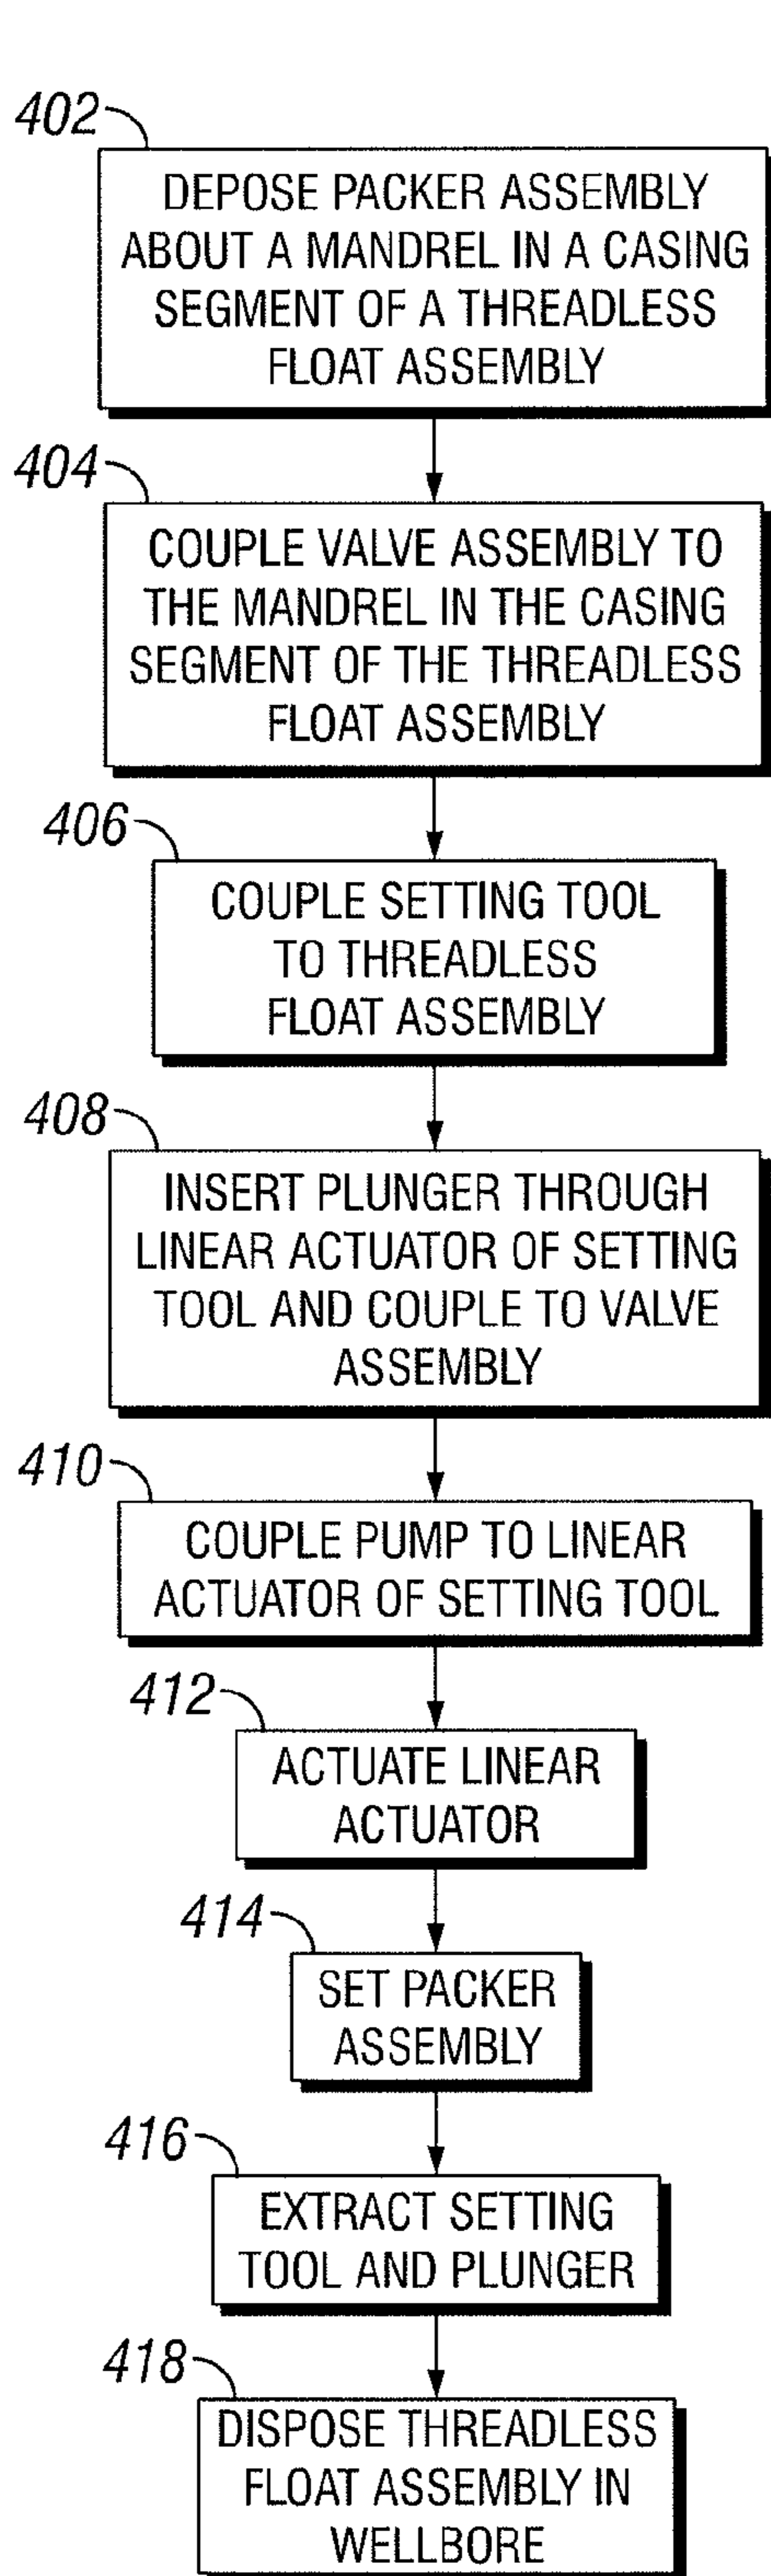 402
DEPOSE PACKER ASSEMBLY
ABOUT A MANDREL IN A CASING
SEGMENT OF A THREADLESS
FLOAT ASSEMBLY
404
COUPLE VALVE ASSEMBLY TO
THE MANDREL IN THE CASING
SEGMENT OF THE THREADLESS
FLOAT ASSEMBLY
406
COUPLE SETTING TOOL
TO THREADLESS
FLOAT ASSEMBLY
408
INSERT PLUNGER THROUGH
LINEAR ACTUATOR OF SETTING
TOOL AND COUPLE TO VALVE
ASSEMBLY
410
COUPLE PUMP TO LINEAR
ACTUATOR OF SETTING TOOL
412
ACTUATE LINEAR
ACTUATOR
414
SET PACKER
ASSEMBLY
416
EXTRACT SETTING
TOOL AND PLUNGER
418
DISPOSE THREADLESS
FLOAT ASSEMBLY IN
WELLBORE